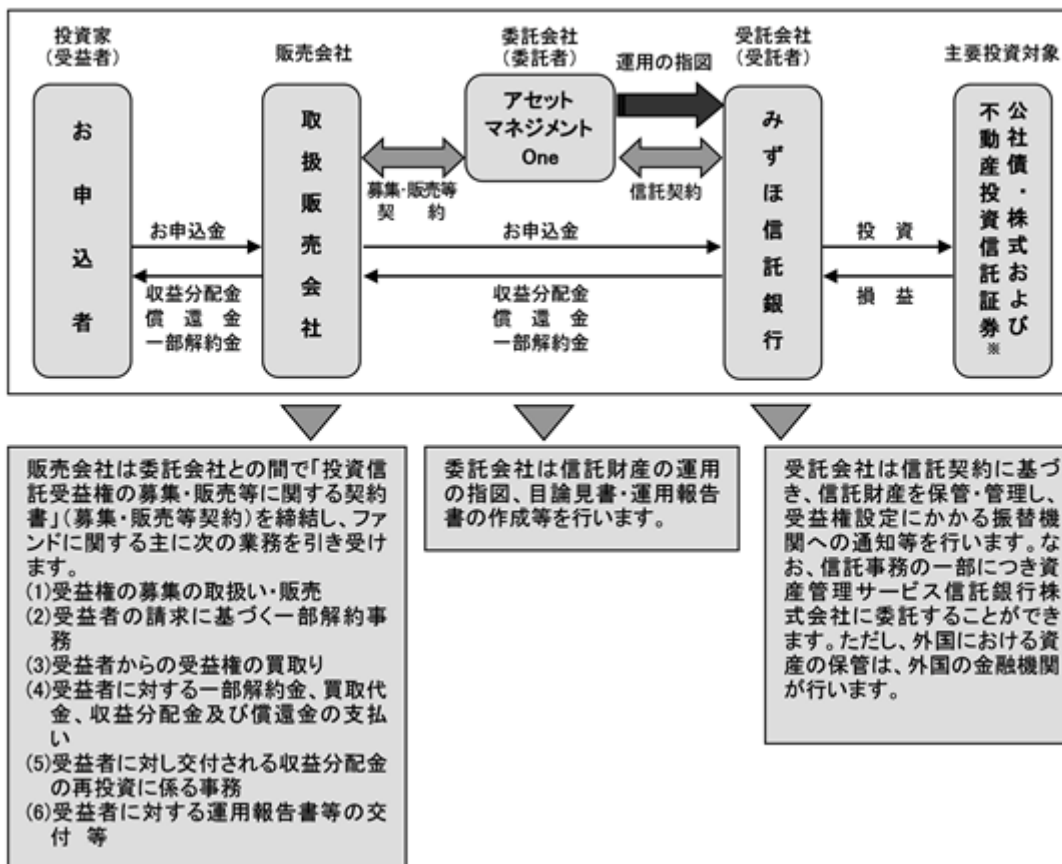 投資家
（受益者）
販売会社
委託会社
（委託者）
運用の指図
受託会社
（受託者）
主要投資対象
お申込者
取扱販売会社
アセット
マネジメント
One
みずほ信託銀行
公社債・株式および
不動産投資信託証券※
募集・販売等
契　約
信託契約
お申込金
収益分配金
償　還　金
一部解約金
お申込金
収益分配金
償　還　金
一部解約金
投　資
損　益
販売会社は委託会社との間で「投資信
託受益権の募集・販売等に関する契約
書」（募集・販売等契約）を締結し、ファ
ンドに関する主に次の業務を引き受け
ます。
(1)受益権の募集の取扱い・販売
(2)受益者の請求に基づく一部解約事
務
(3)受益者からの受益権の買取り
(4)受益者に対する一部解約金、買取代
金、収益分配金及び償還金の支払
い
(5)受益者に対し交付される収益分配金
の再投資に係る事務
(6)受益者に対する運用報告書等の交
付　等
委託会社は信託財産の運用
の指図、目論見書・運用報告
書の作成等を行います。
受託会社は信託契約に基づ
き、信託財産を保管・管理し、
受益権設定にかかる振替機
関への通知等を行います。な
お、信託事務の一部につき資
産管理サービス信託銀行株
式会社に委託することができ
ます。ただし、外国における資
産の保管は、外国の金融機関
が行います。